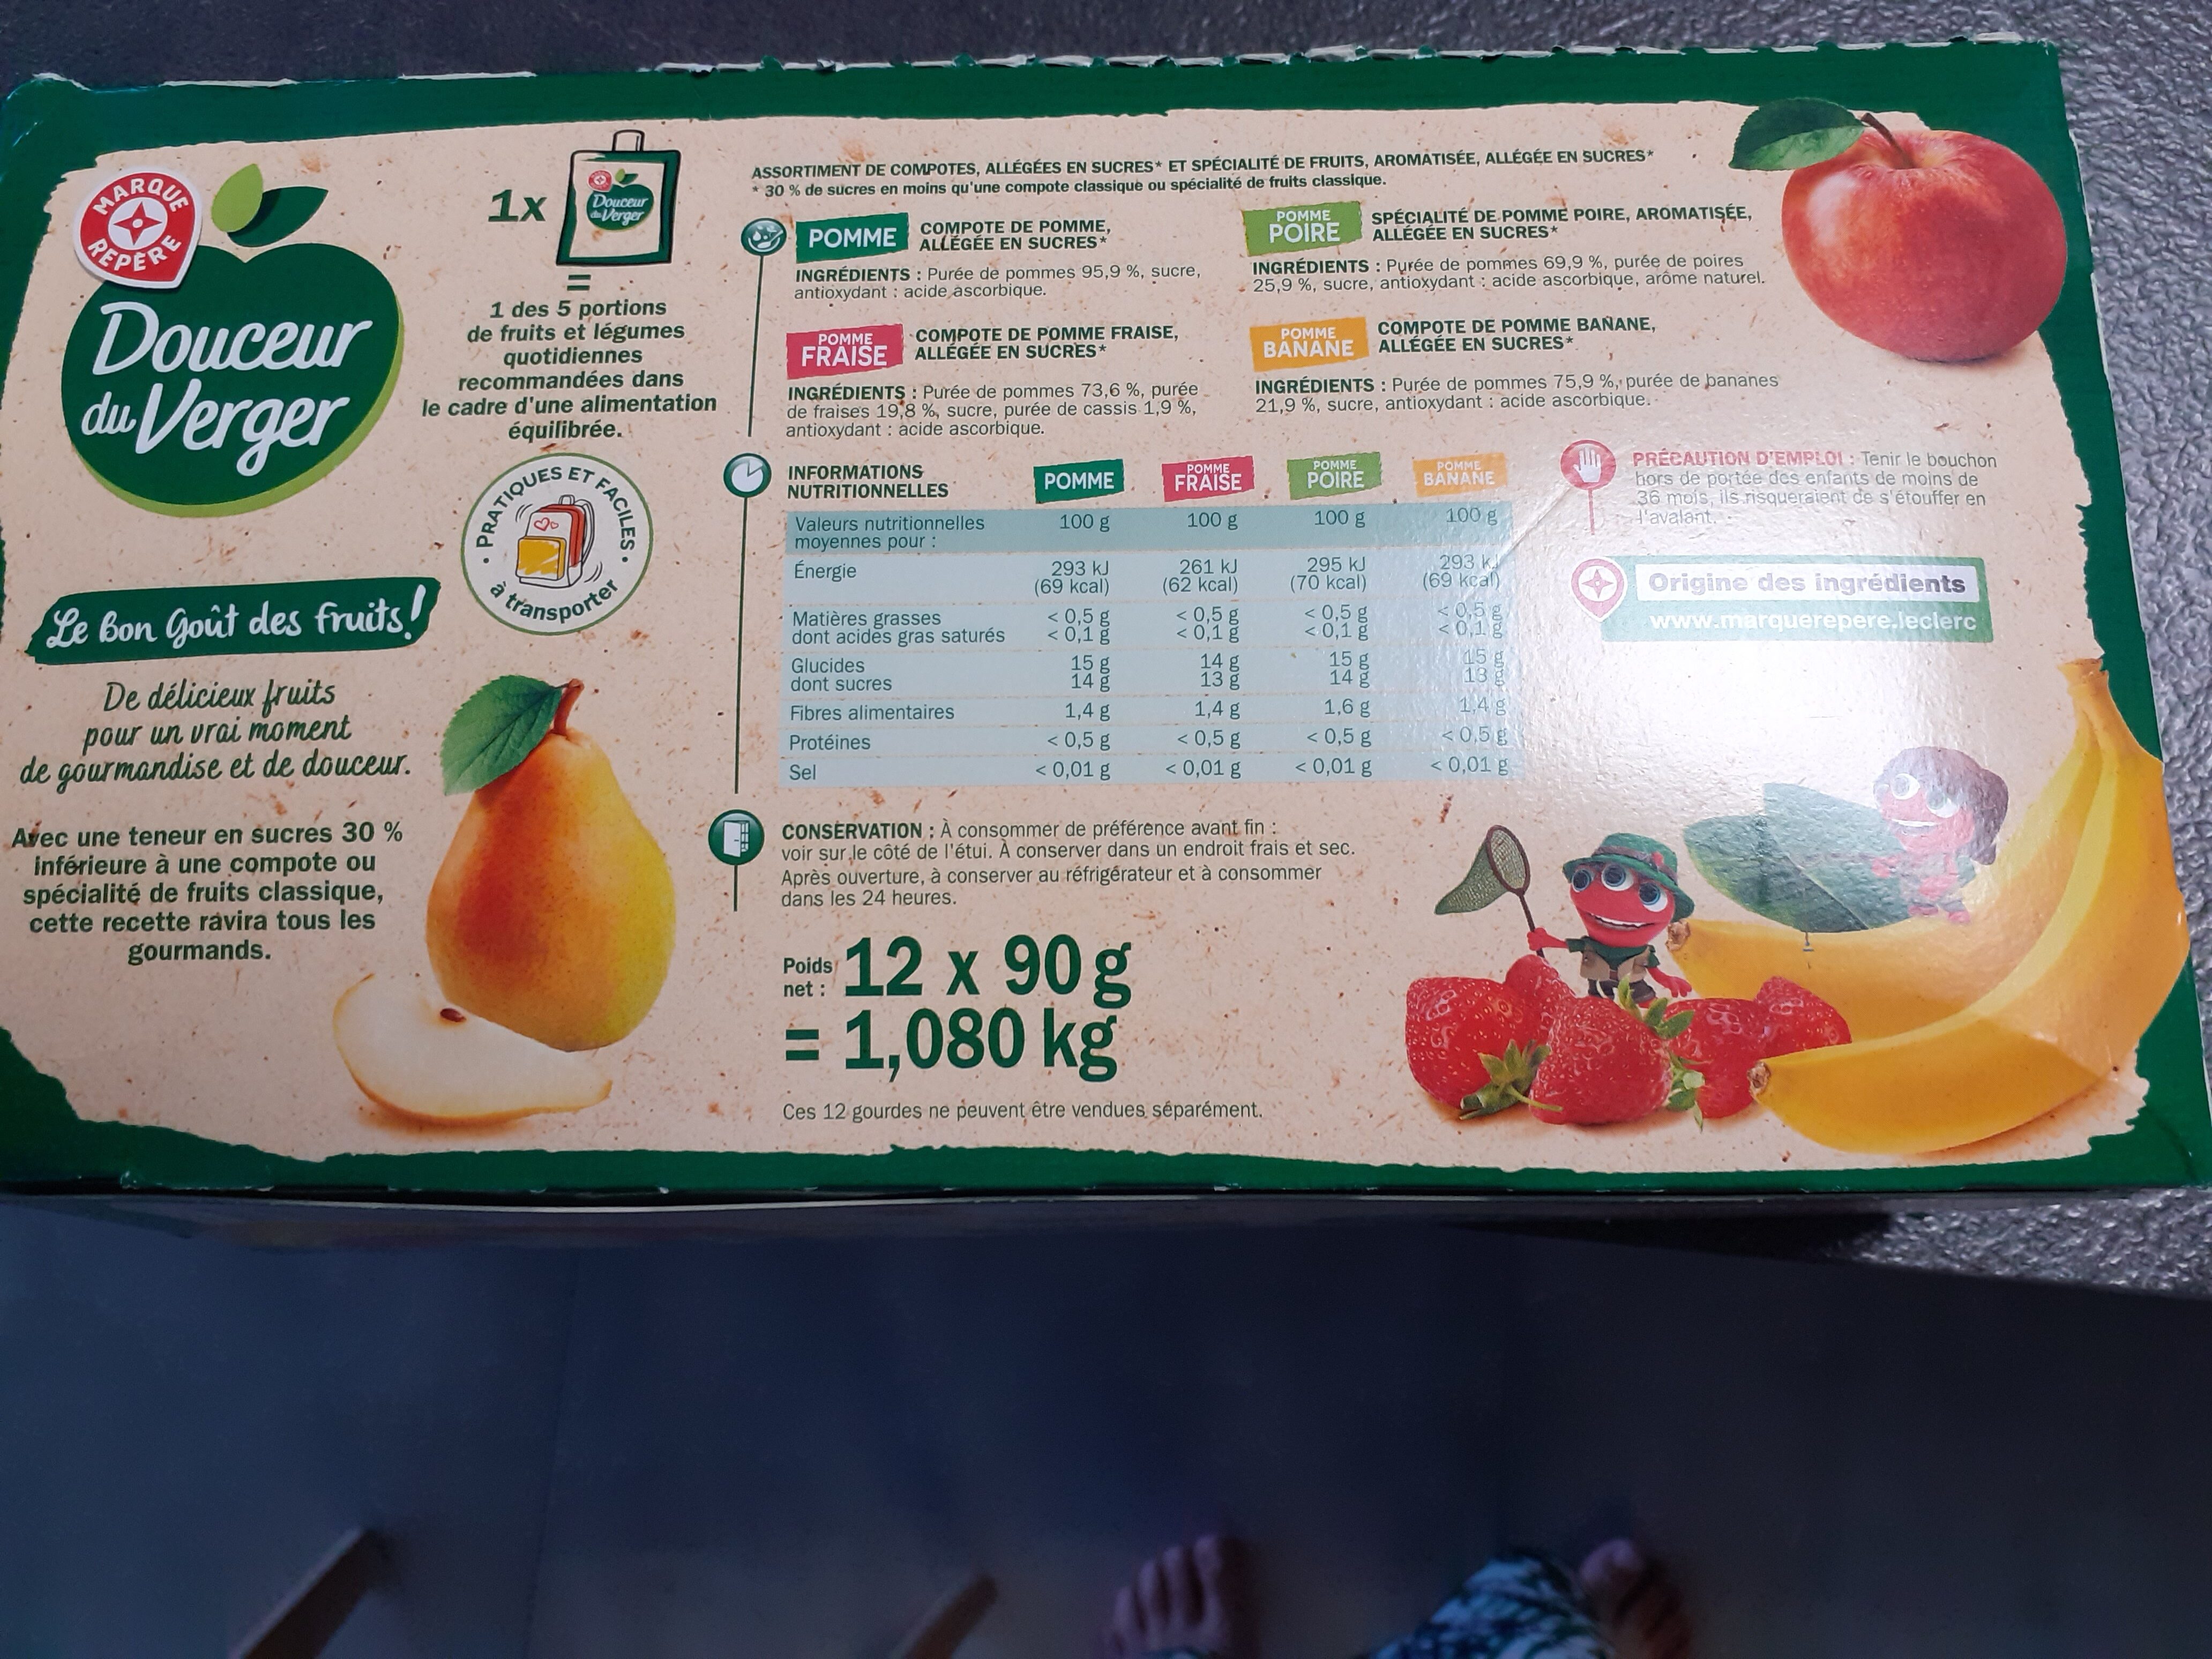 MARQUE
REPÈRE
Douceur
du Verger
1x
Douceur
du Verger
=
1 des 5 portions
de fruits et légumes
quotidiennes
recommandées dans
le cadre d'une alimentation
équilibrée.
• PRATIQUES ET FACILES •
à transporter
Le Bon Goût des fruits!
De délicieux fruits
pour un vrai moment
de gourmandise et de douceur.
Avec une teneur en sucres 30 %
inférieure à une compote ou
spécialité de fruits classique,
cette recette ravira tous les
gourmands.
ASSORTIMENT DE COMPOTES, ALLÉGÉES EN SUCRES* ET SPÉCIALITÉ DE FRUITS, AROMATISÉE, ALLÉGÉE EN SUCRES*
* 30 % de sucres en moins qu'une compote classique ou spécialité de fruits classique.
POMME
COMPOTE DE POMME,
ALLÉGÉE EN SUCRES*
INGRÉDIENTS : Purée de pommes 95,9 %, sucre,
antioxydant : acide ascorbique.
POMME
POIRE
SPÉCIALITÉ DE POMME POIRE, AROMATISÉE,
ALLÉGÉE EN SUCRES*
INGRÉDIENTS : Purée de pommes 69,9 %, purée de poires
25,9 %, sucre, antioxydant : acide ascorbique, arôme naturel.
POMME
FRAISE
COMPOTE DE POMME FRAISE,
ALLÉGÉE EN SUCRES*
INGRÉDIENTS : Purée de pommes 73,6 %, purée
de fraises 19,8 %, sucre, purée de cassis 1,9 %,
antioxydant : acide ascorbique.
POMME
BANANE
COMPOTE DE POMME BANANE,
ALLÉGÉE EN SUCRES*
INGRÉDIENTS : Purée de pommes 75,9 %, purée de bananes
21,9 %, sucre, antioxydant : acide ascorbique.
INFORMATIONS
NUTRITIONNELLES
POMME
POMME
FRAISE
POMME
POIRE
POMME
BANANE
Valeurs nutritionnelles
moyennes pour :
100 g 100 g 100 g 100 g
Énergie
293 kJ 261 kJ 295 kJ 293 kJ
(69 kcal) (62 kcal) (70 kcal) (69 kcal)
Matières grasses < 0,5 g < 0,5 g < 0,5 g < 0,5 g
dont acides gras saturés < 0,1 g < 0,1 g < 0,1 g < 0,1 g
Glucides 15 g 14 g 15 g 15 g
dont sucres 14 g 13 g 14 g 13 g
Fibres alimentaires 1,4 g 1,4 g 1,6 g 1,4 g
Protéines < 0,5 g < 0,5 g < 0,5 g < 0,5 g
Sel < 0,01 g < 0,01 g < 0,01 g < 0,01 g
PRÉCAUTION D'EMPLOI : Tenir le bouchon
hors de portée des enfants de moins de
36 mois, ils risqueraient de s'étouffer en
l'avalant.
Origine des ingrédients
www.marquerepere.leclerc
CONSERVATION : À consommer de préférence avant fin :
voir sur le côté de l'étui. À conserver dans un endroit frais et sec.
Après ouverture, à conserver au réfrigérateur et à consommer
dans les 24 heures.
Poids
net :
12 x 90 g
= 1,080 kg
Ces 12 gourdes ne peuvent être vendues séparément.